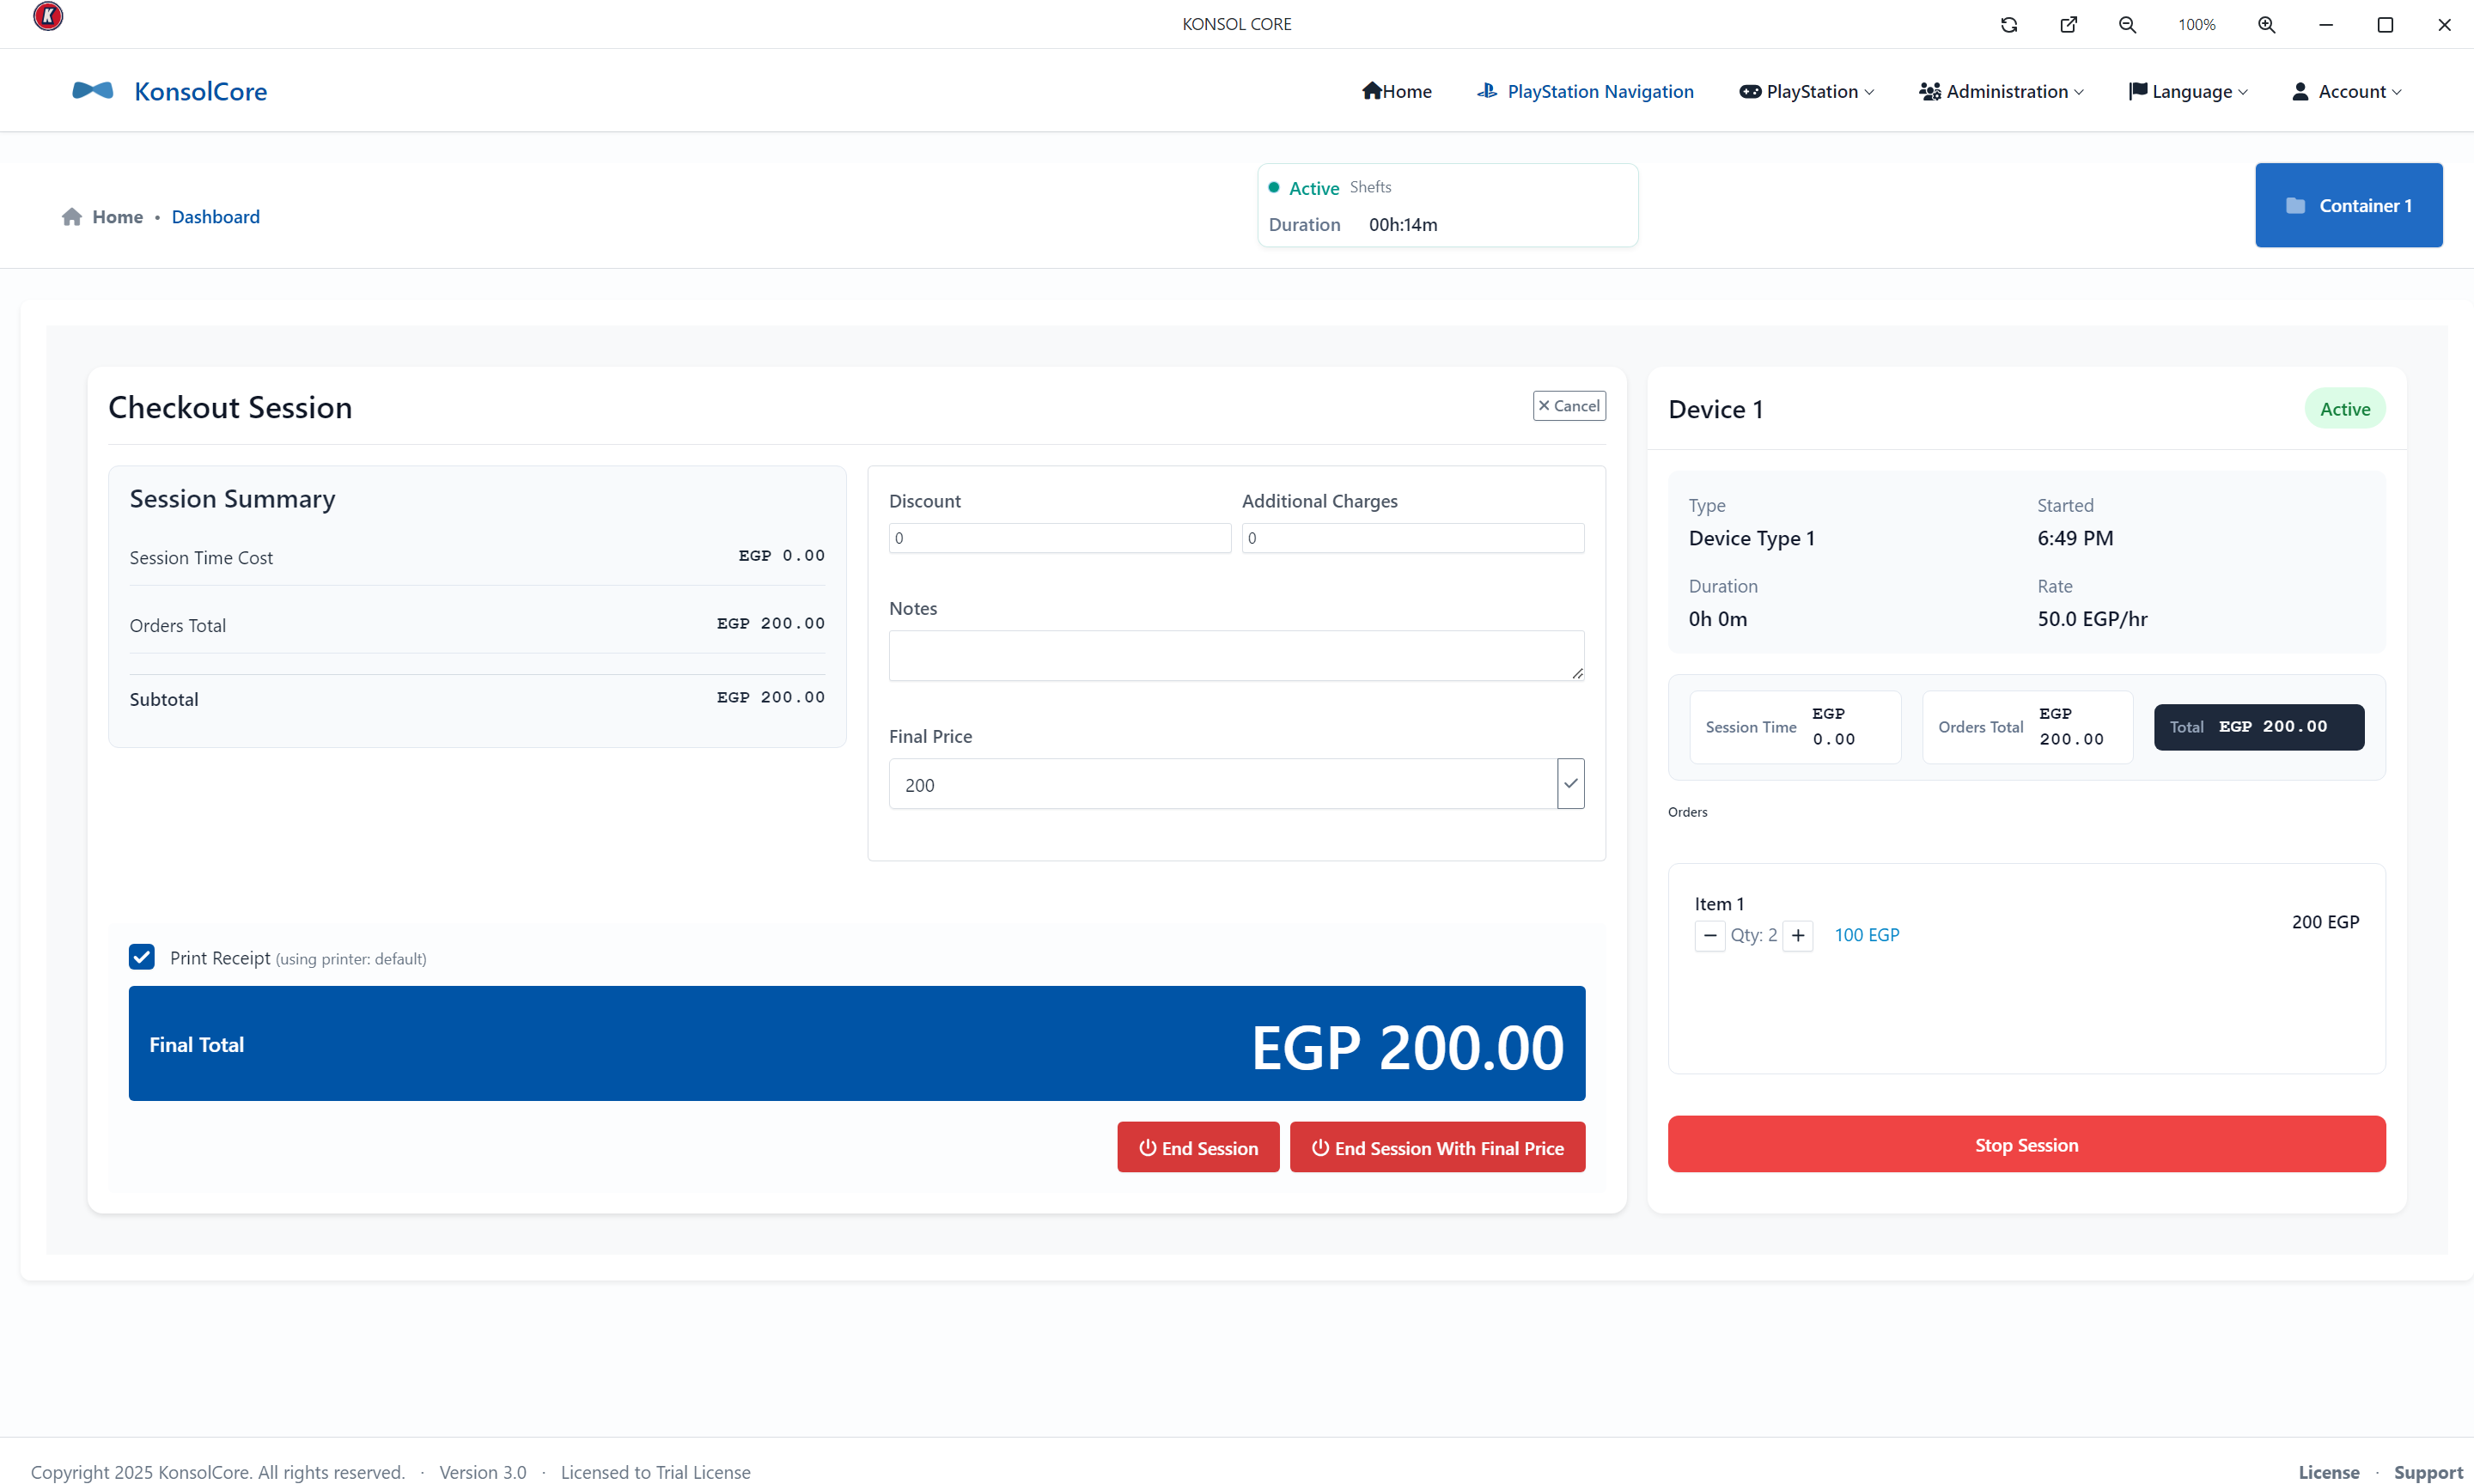 K
KONSOL CORE
100%
KonsolCore
Home
PlayStation Navigation
PlayStation
Administration
Language
Account
Home • Dashboard
Active Shefts
Duration 00h:14m
Container 1
Checkout Session
Cancel
Session Summary
Session Time Cost EGP 0.00
Orders Total EGP 200.00
Subtotal EGP 200.00
Discount
0
Additional Charges
0
Notes
Final Price
200
Print Receipt (using printer: default)
Final Total EGP 200.00
End Session
End Session With Final Price
Device 1
Active
Type
Device Type 1
Started
6:49 PM
Duration
0h 0m
Rate
50.0 EGP/hr
Session Time EGP 0.00
Orders Total EGP 200.00
Total EGP 200.00
Orders
Item 1
Qty: 2
100 EGP
200 EGP
Stop Session
Copyright 2025 KonsolCore. All rights reserved. · Version 3.0 · Licensed to Trial License
License · Support